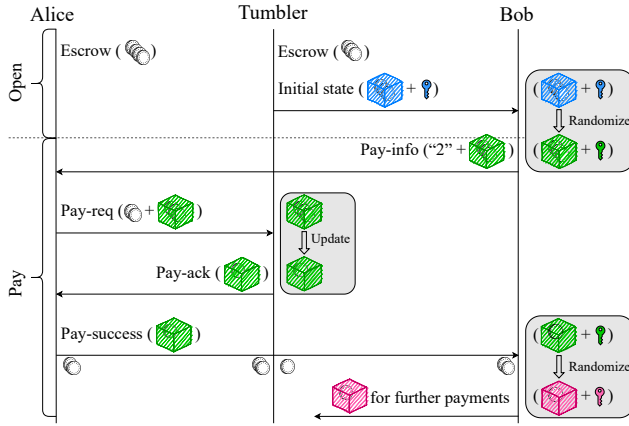 Alice
Tumbler
Bob
Open
Escrow (
)
Escrow (
)
Initial state (
+
)
(
+
)
Randomize
(
+
)
Pay-info (“2” +
)
Pay
Pay-req (
+
)
Update
Pay-ack (
)
Pay-success (
)
(
+
)
Randomize
(
+
)
for further payments